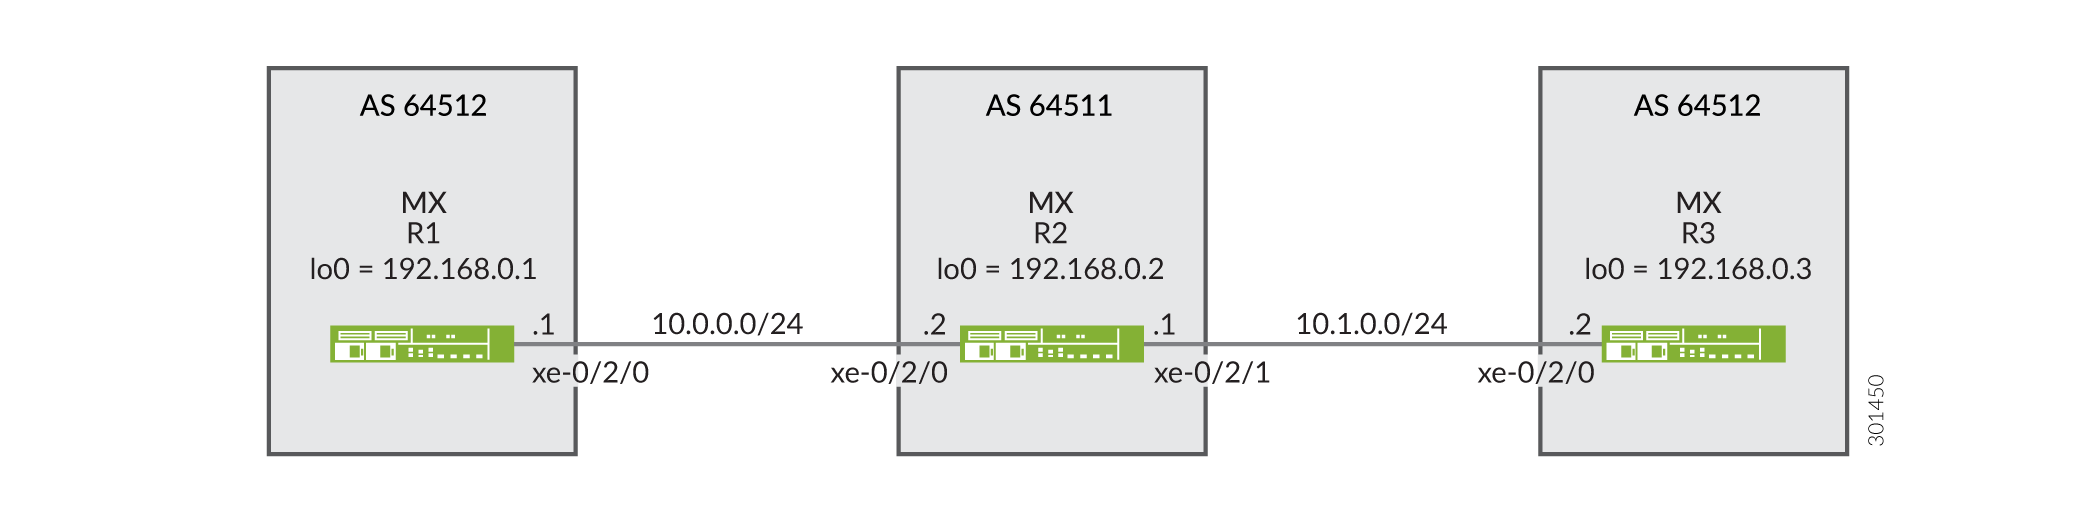 AS 64512
MX
R1
lo0 = 192.168.0.1
.1
xe-0/2/0
10.0.0.0/24
AS 64511
MX
R2
lo0 = 192.168.0.2
.2
xe-0/2/0
.1
xe-0/2/1
10.1.0.0/24
AS 64512
MX
R3
lo0 = 192.168.0.3
.2
xe-0/2/0
301450